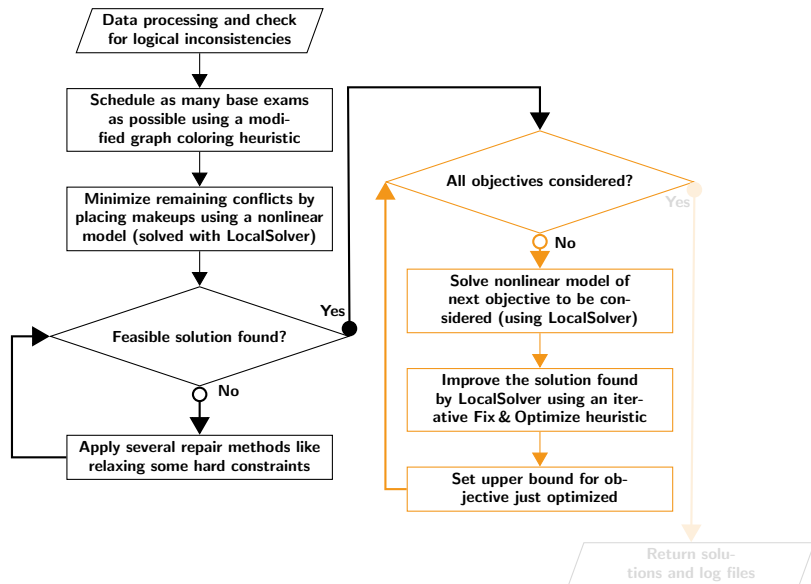 Data processing and check
for logical inconsistencies
Schedule as many base exams
as possible using a modi-
fied graph coloring heuristic
Minimize remaining conflicts by
placing makeups using a nonlinear
model (solved with LocalSolver)
Feasible solution found?
Yes
No
Apply several repair methods like
relaxing some hard constraints
All objectives considered?
Yes
No
Solve nonlinear model of
next objective to be con-
sidered (using LocalSolver)
Improve the solution found
by LocalSolver using an iter-
ative Fix & Optimize heuristic
Set upper bound for ob-
jective just optimized
Return solu-
tions and log files